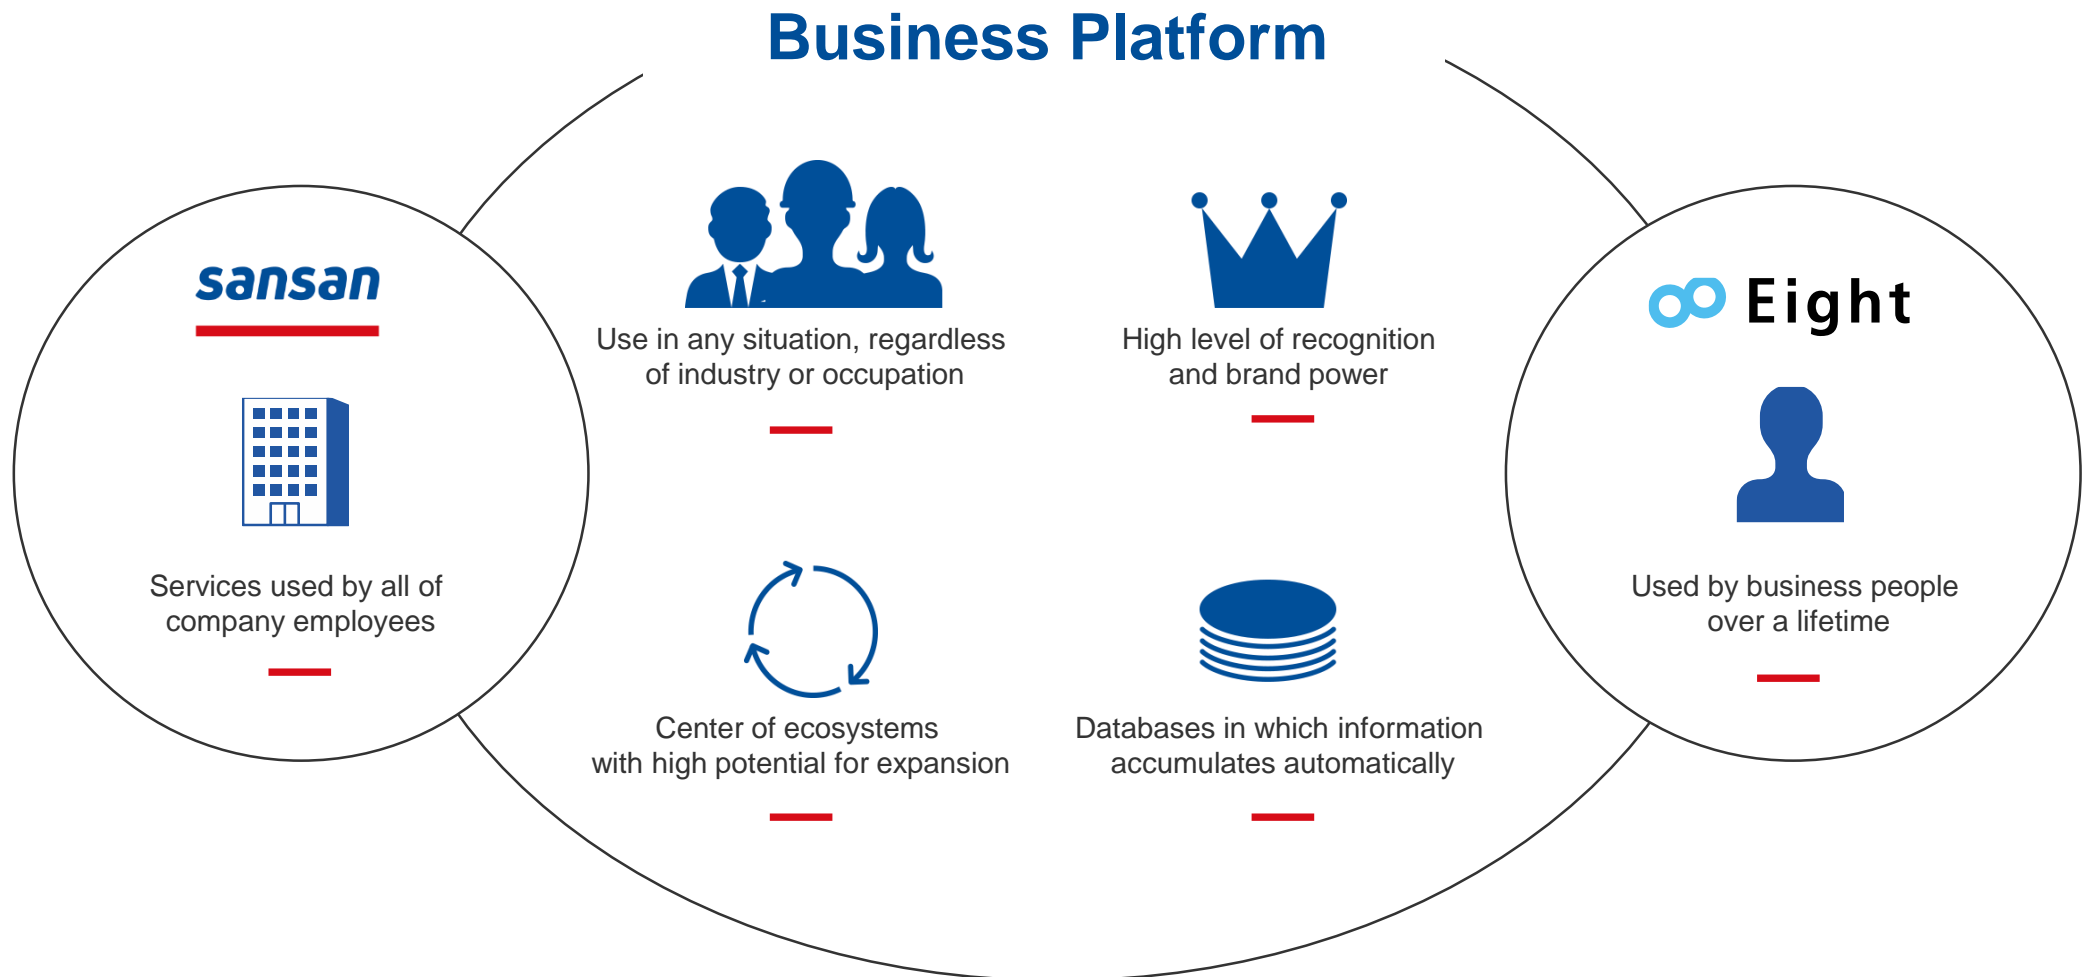 Business Platform
sansan
Services used by all of
company employees
Use in any situation, regardless
of industry or occupation
High level of recognition
and brand power
Center of ecosystems
with high potential for expansion
Databases in which information
accumulates automatically
Eight
Used by business people
over a lifetime